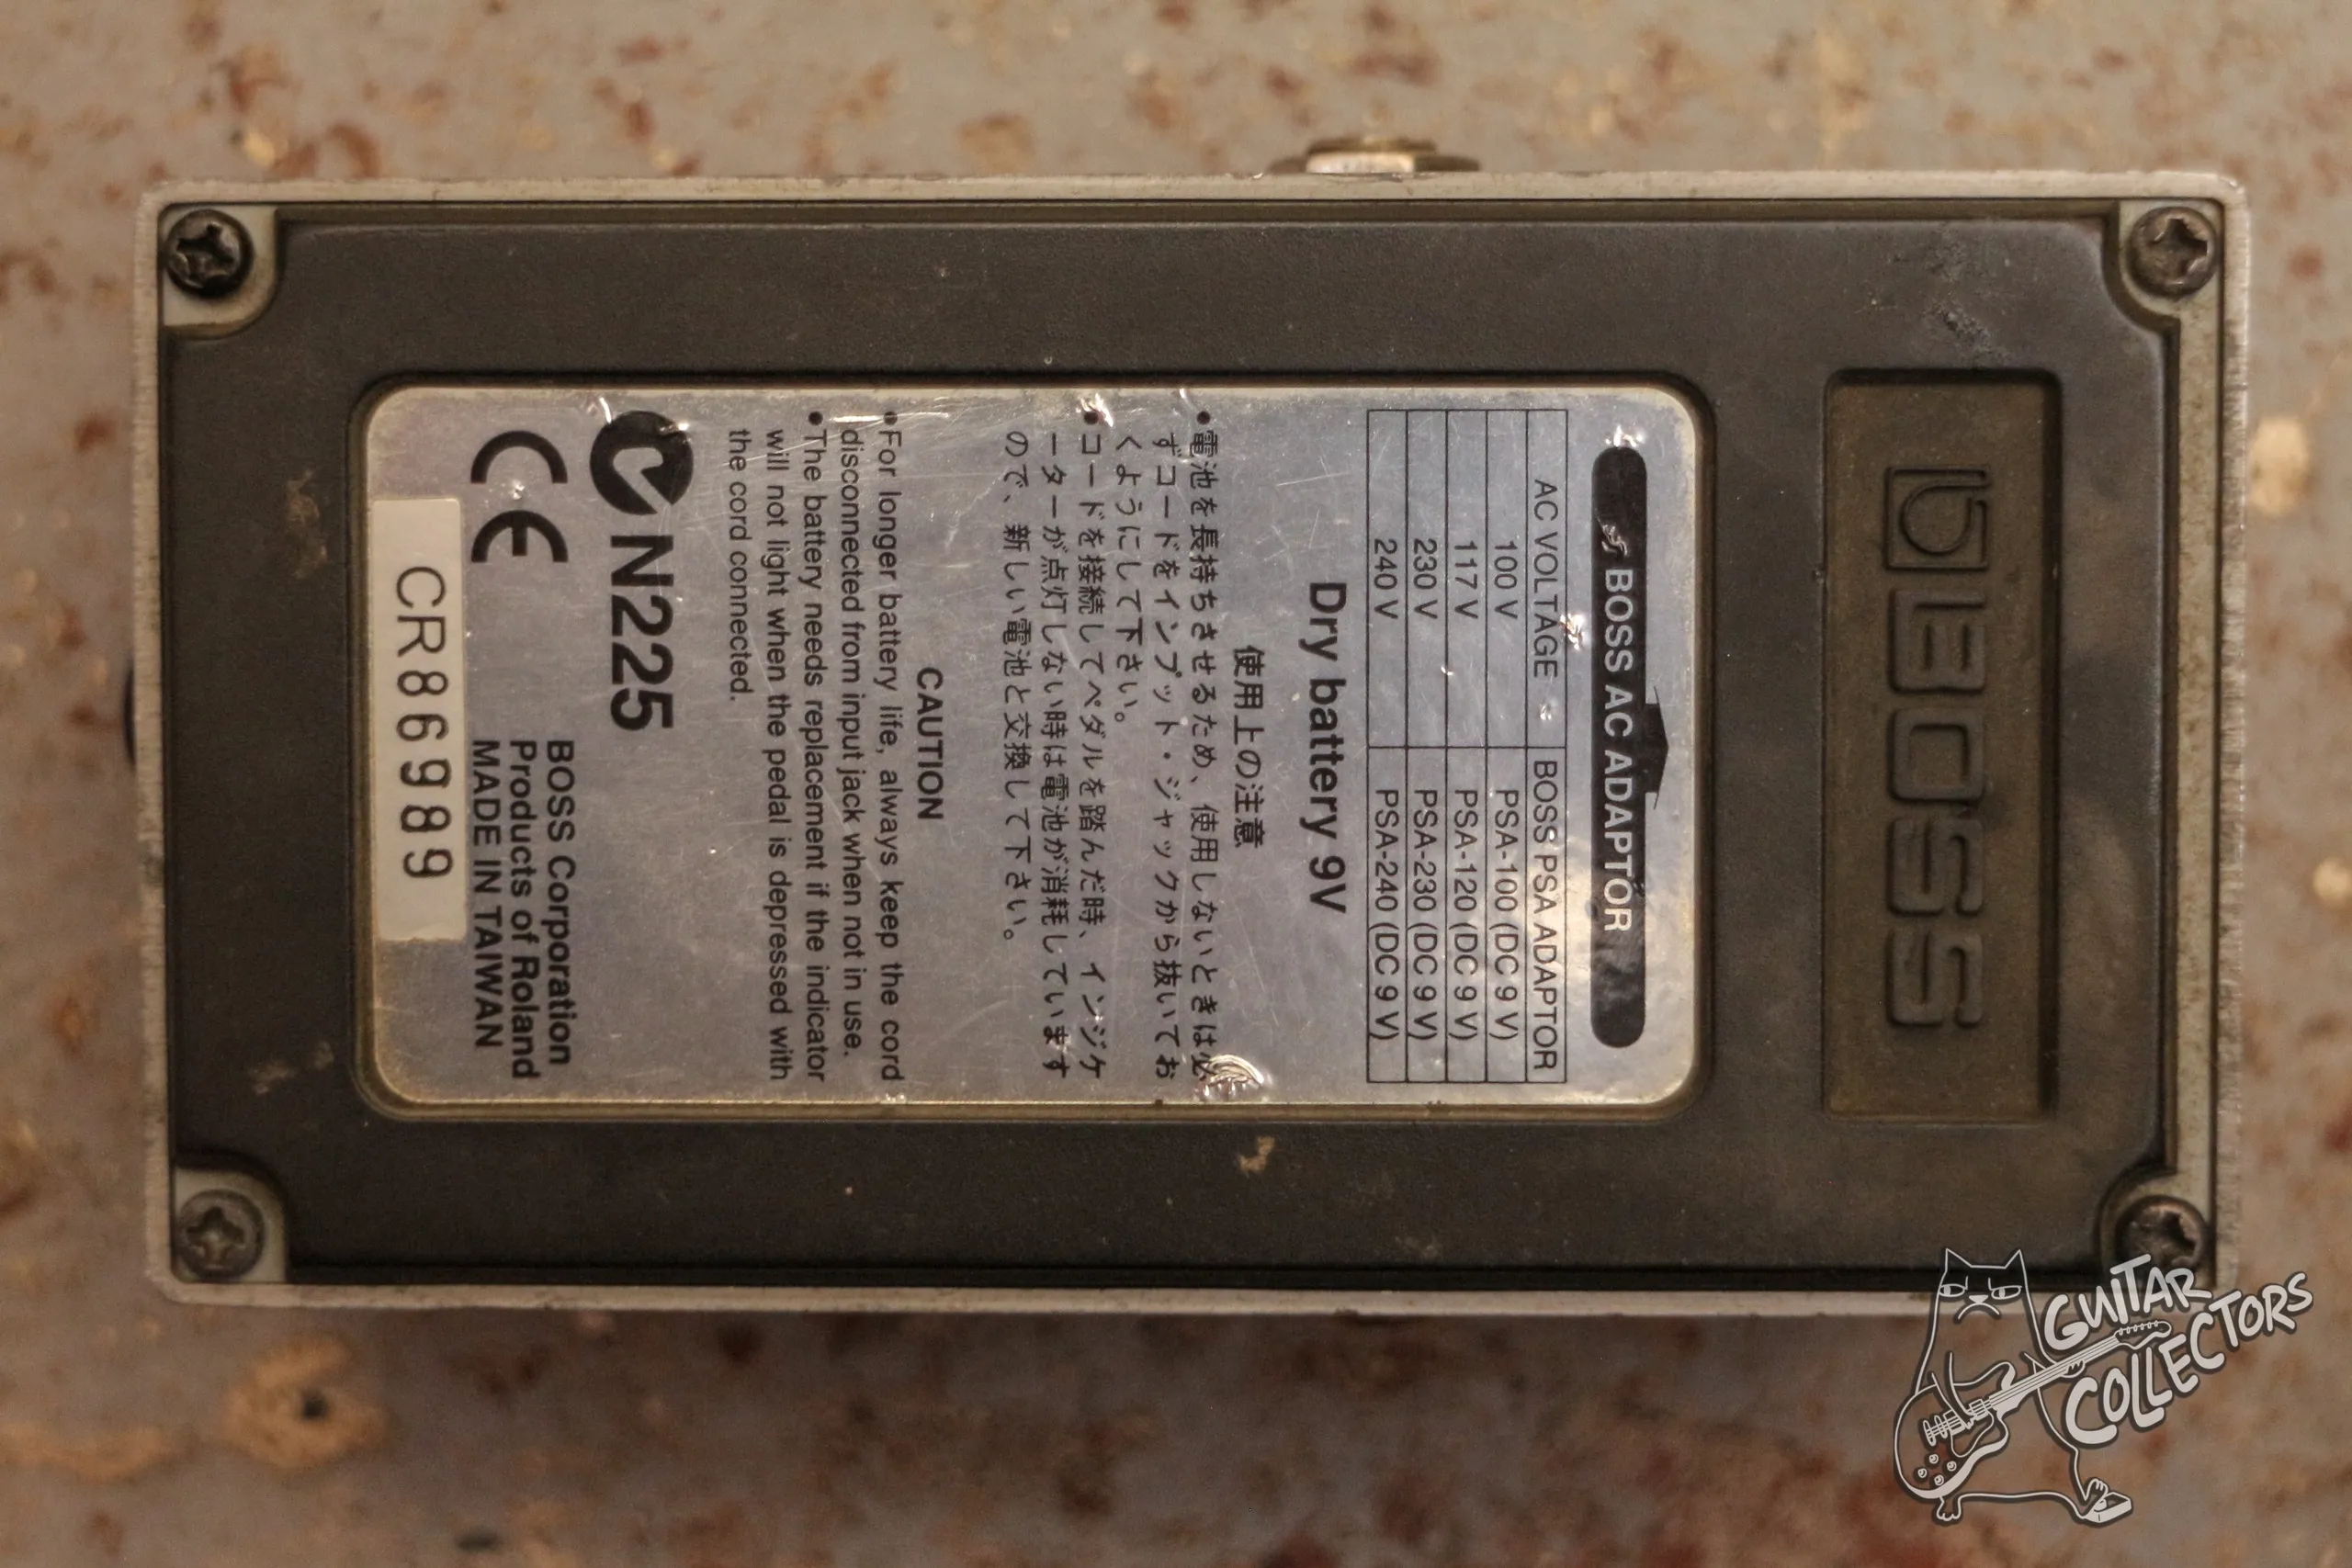 BOSS
BOSS AC ADAPTOR
AC VOLTAGE BOSS PSA ADAPTOR
100 V PSA-100 (DC 9 V)
117 V PSA-120 (DC 9 V)
230 V PSA-230 (DC 9 V)
240 V PSA-240 (DC 9 V)
Dry battery 9V
使用上の注意
●電池を長持ちさせるため、使用しないときは必
ずコードをインプット・ジャックから抜いてお
くようにして下さい。
●コードを接続してペダルを踏んだ時、インジケ
ーターが点灯しない時は電池が消耗しています
ので、新しい電池と交換して下さい。
CAUTION
●For longer battery life, always keep the cord
disconnected from input jack when not in use.
●The battery needs replacement if the indicator
will not light when the pedal is depressed with
the cord connected.
N225
CE
BOSS Corporation
Products of Roland
MADE IN TAIWAN
CR86989
GUITAR
COLLECTORS